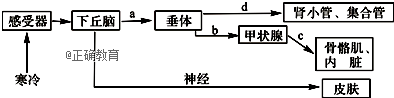 感受器 下丘脑 a 垂体 d 肾小管、集合管
b 甲状腺 c 骨骼肌、
内 脏
@正确教育
寒冷 神经 皮肤